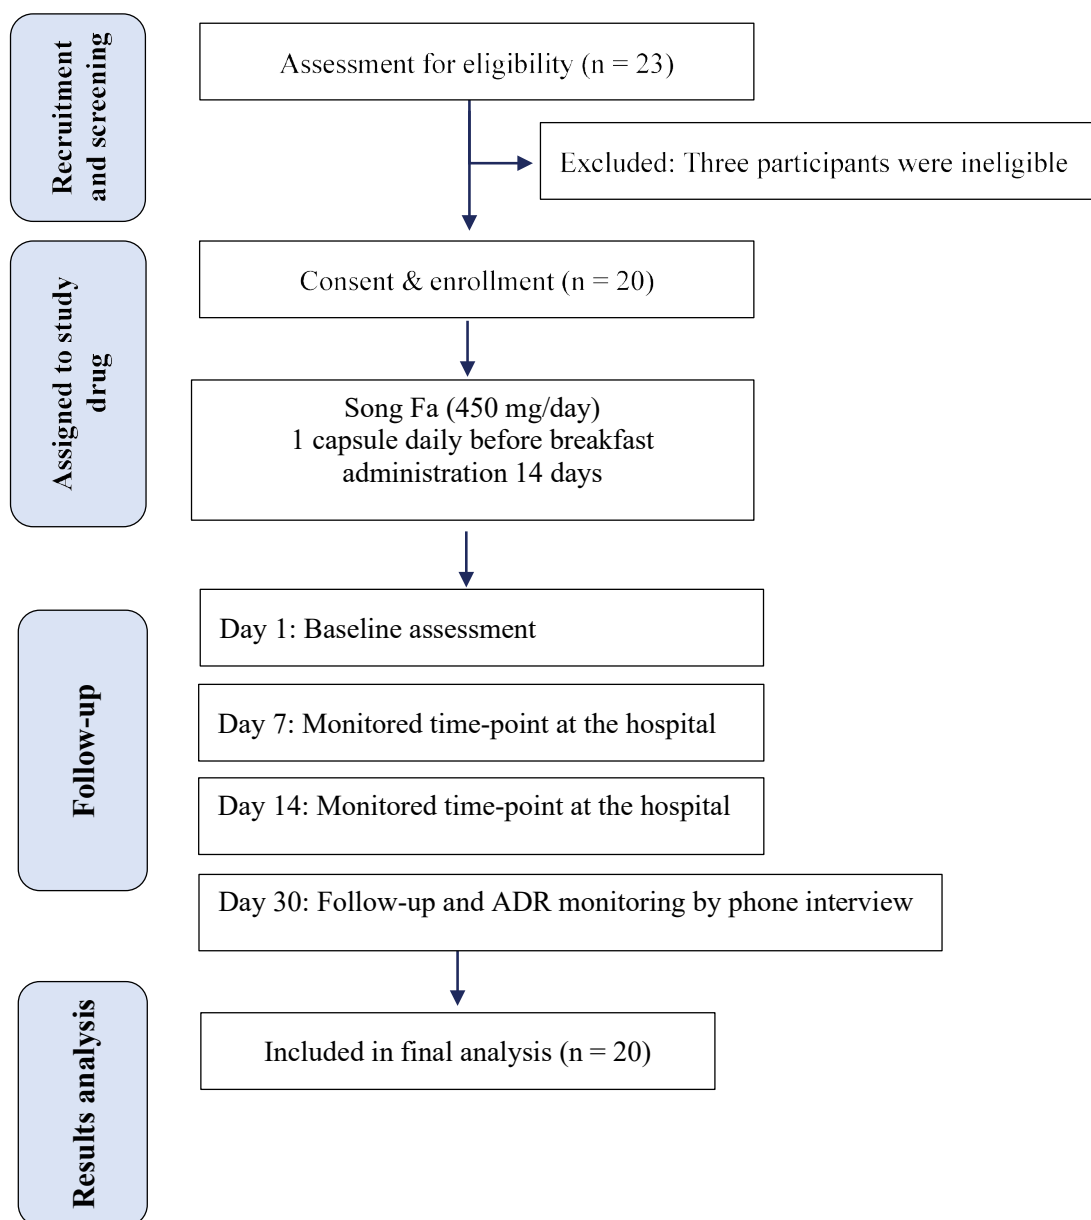 Recruitment
and screening
Assessment for eligibility (n = 23)
Excluded: Three participants were ineligible
Assigned to study
drug
Consent & enrollment (n = 20)
Song Fa (450 mg/day)
1 capsule daily before breakfast
administration 14 days
Follow-up
Day 1: Baseline assessment
Day 7: Monitored time-point at the hospital
Day 14: Monitored time-point at the hospital
Day 30: Follow-up and ADR monitoring by phone interview
Results analysis
Included in final analysis (n = 20)